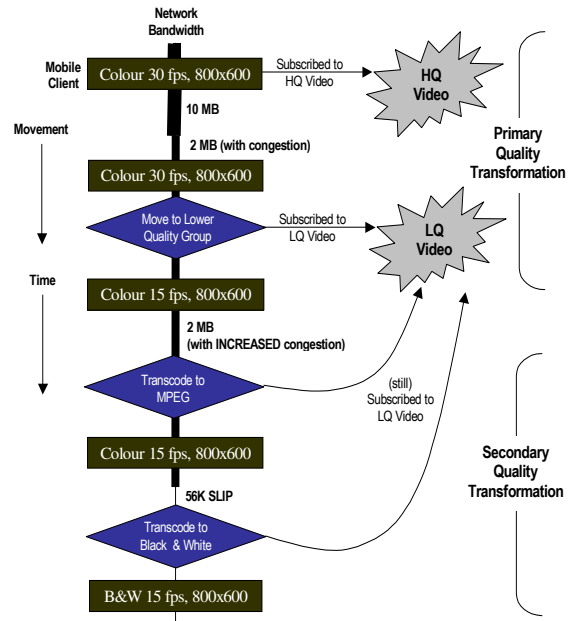 Network
Bandwidth
Mobile
Client
Colour 30 fps, 800x600
Subscribed to
HQ Video
HQ
Video
10 MB
Movement
2 MB (with congestion)
Primary
Quality
Transformation
Colour 30 fps, 800x600
Move to Lower
Quality Group
Subscribed to
LQ Video
LQ
Video
Time
Colour 15 fps, 800x600
2 MB
(with INCREASED congestion)
Transcode to
MPEG
(still)
Subscribed to
LQ Video
Colour 15 fps, 800x600
Secondary
Quality
Transformation
56K SLIP
Transcode to
Black & White
B&W 15 fps, 800x600